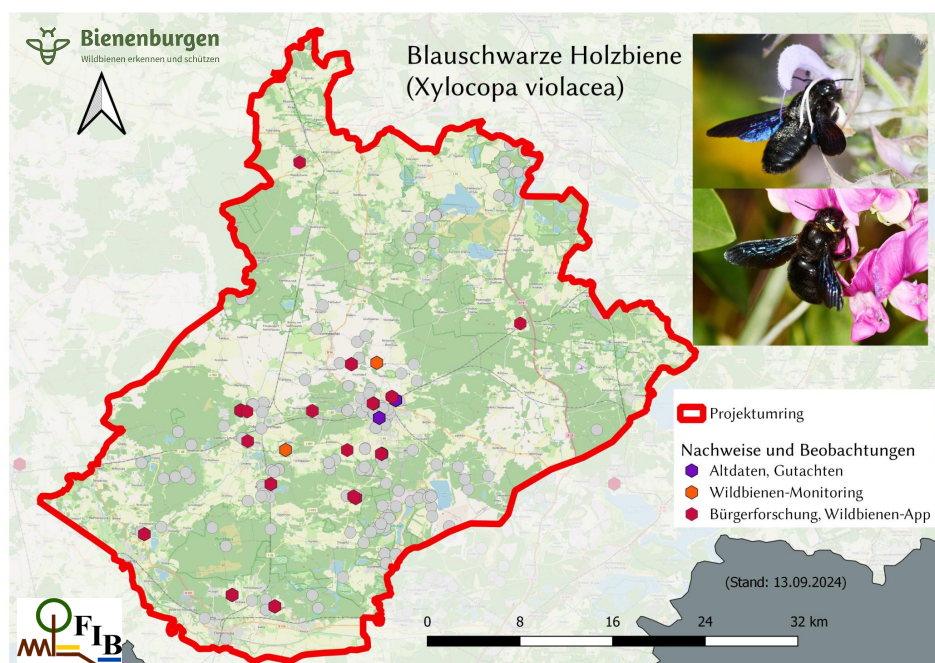 Bienenburgen
Wildbienen erkennen und schützen
Blauschwarze Holzbiene
(Xylocopa violacea)
Projektumring
Nachweise und Beobachtungen
Altdaten, Gutachten
Wildbienen-Monitoring
Bürgerforschung, Wildbienen-App
(Stand: 13.09.2024)
0 8 16 24 32 km
FIB